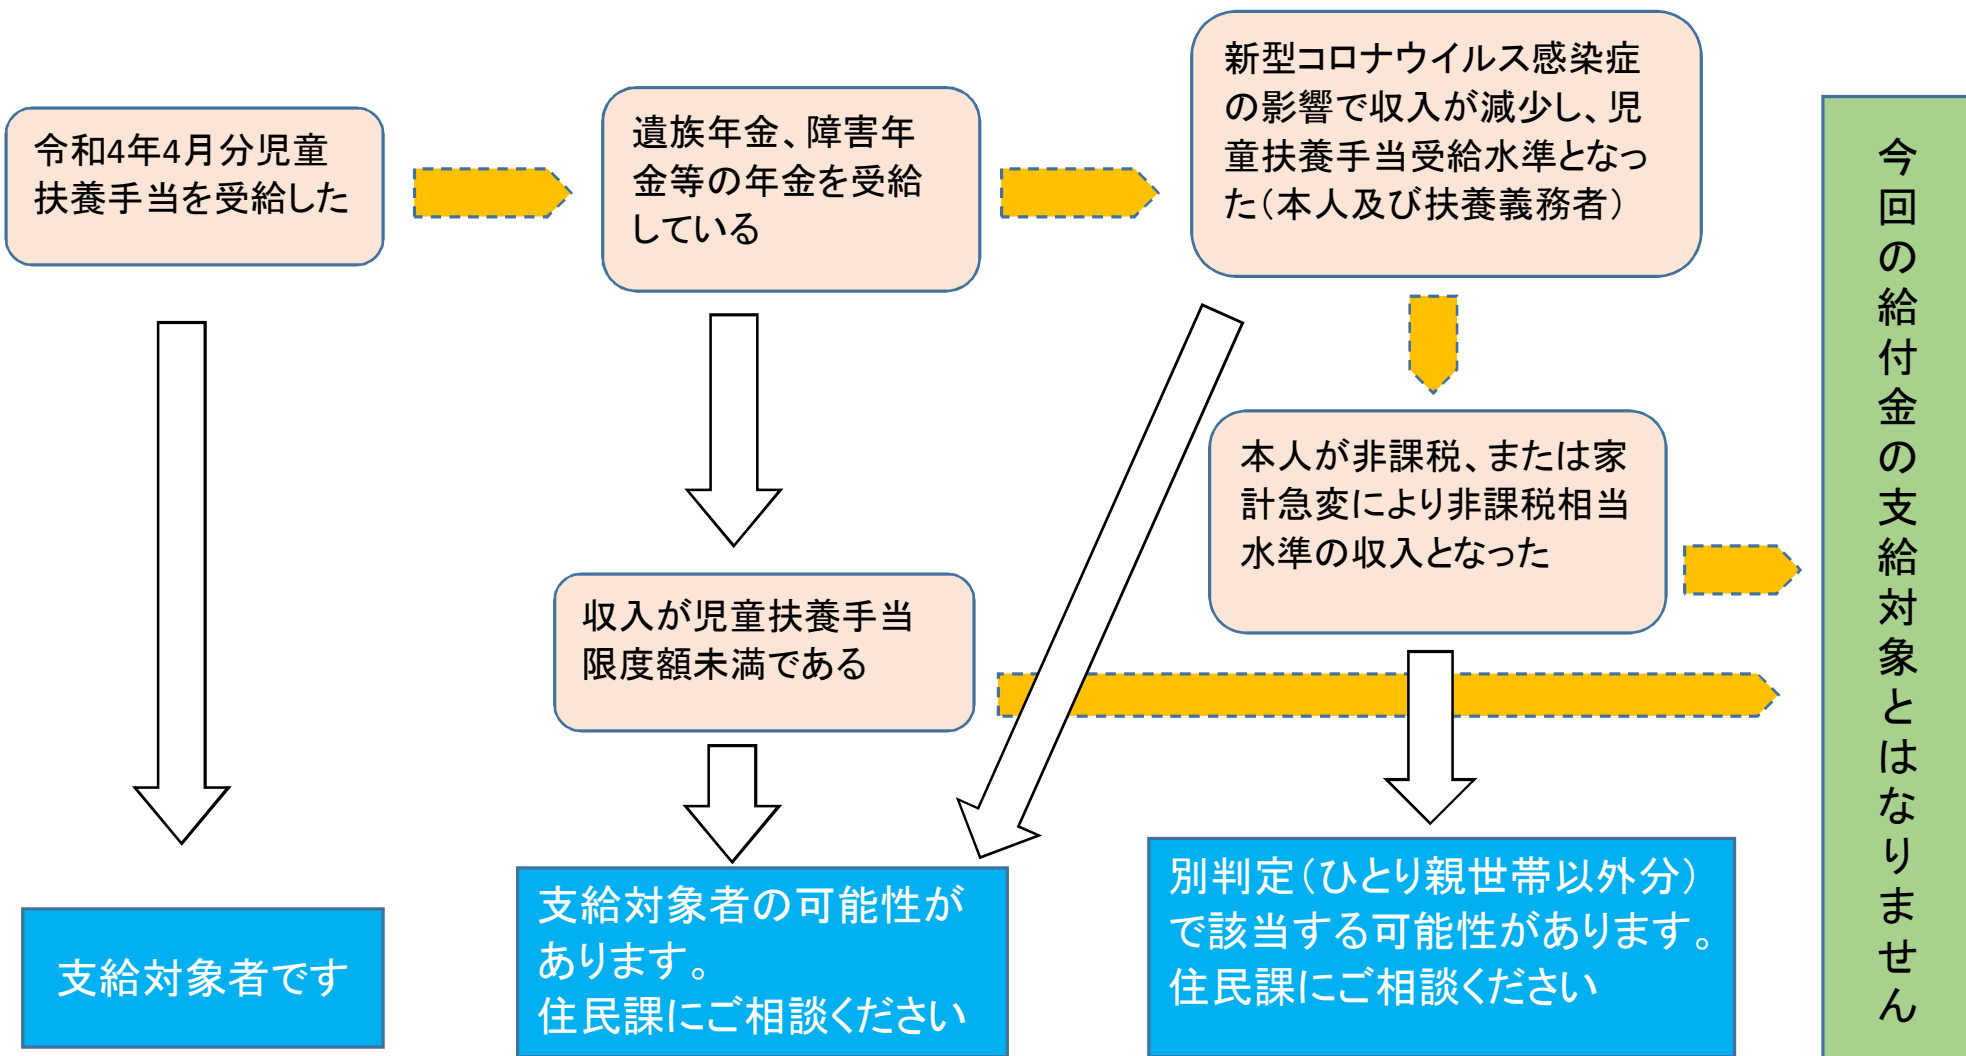 令和4年4月分児童
扶養手当を受給した
遺族年金、障害年
金等の年金を受給
している
新型コロナウイルス感染症
の影響で収入が減少し、児
童扶養手当受給水準となっ
た（本人及び扶養義務者）
本人が非課税、または家
計急変により非課税相当
水準の収入となった
収入が児童扶養手当
限度額未満である
支給対象者です
支給対象者の可能性が
あります。
住民課にご相談ください
別判定（ひとり親世帯以外分）
で該当する可能性があります。
住民課にご相談ください
今回の給付金の支給対象とはなりません